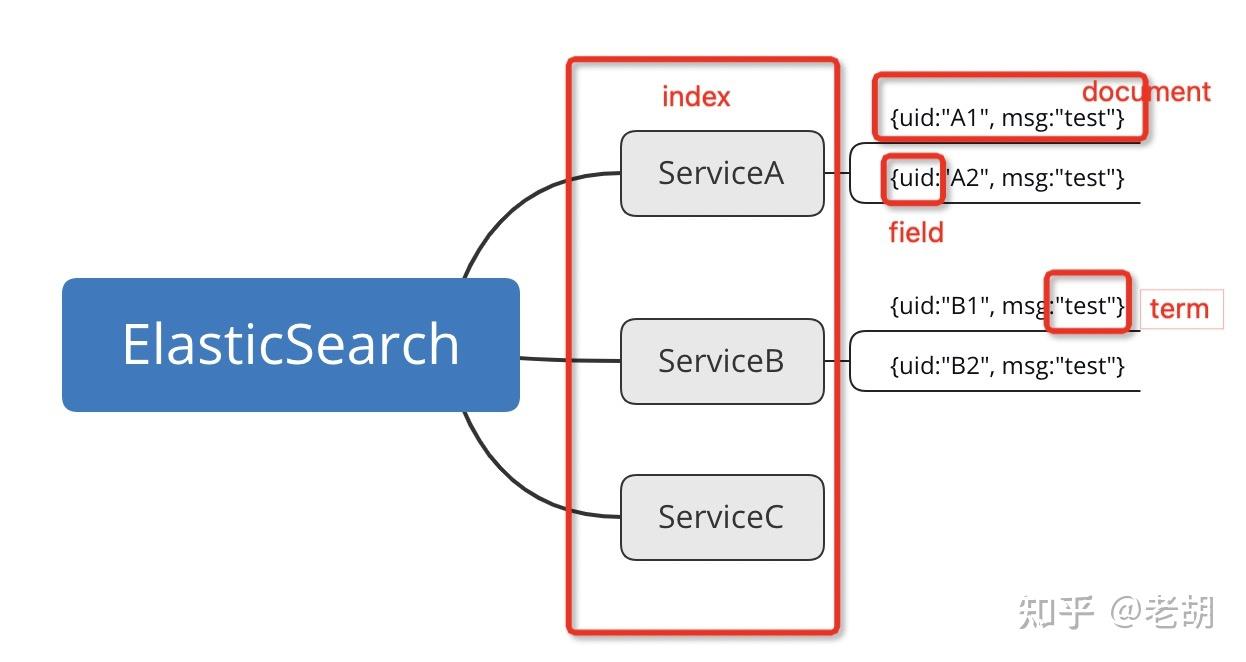 index
document
{uid:"A1", msg:"test"}
ServiceA
{uid:"A2", msg:"test"}
field
{uid:"B1", msg:"test"}
term
ElasticSearch
ServiceB
{uid:"B2", msg:"test"}
ServiceC
知乎 @老胡